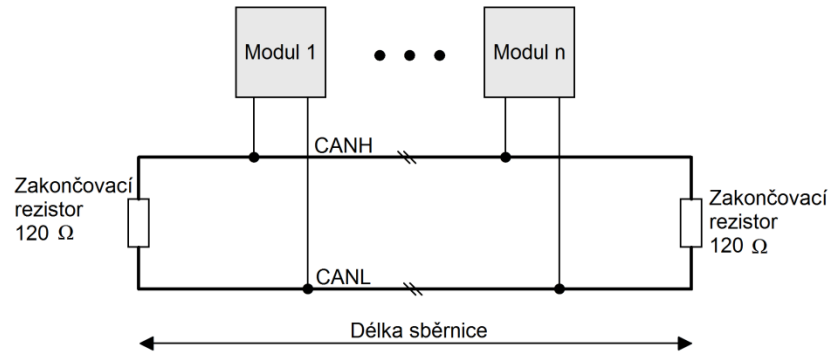 Modul 1
Modul n
CANH
Zakončovací
rezistor
120 Ω
Zakončovací
rezistor
120 Ω
CANL
Délka sběrnice